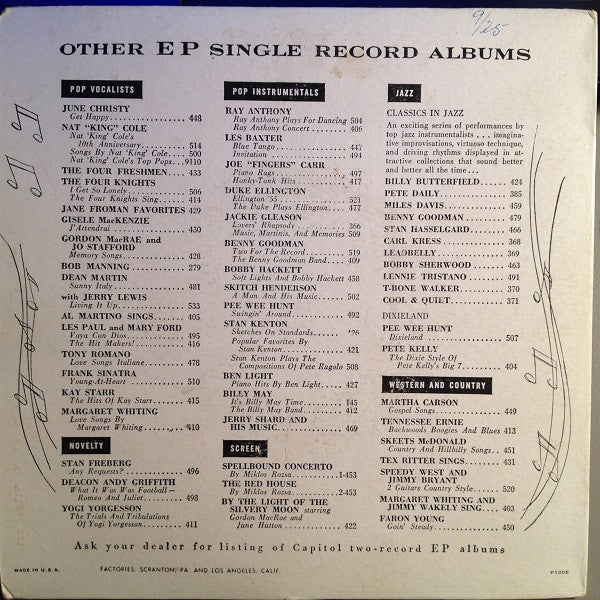 9/25
OTHER EP SINGLE RECORD ALBUMS
POP VOCALISTS
JUNE CHRISTY
Get Happy 448
NAT "KING" COLE
Nat 'King' Cole's
10th Anniversary 514
Songs By Nat 'King' Cole 500
Nat 'King' Cole's Top Pops 9110
THE FOUR FRESHMEN 433
THE FOUR KNIGHTS
I Get So Lonely 506
The Four Knights Sing 414
JANE FROMAN FAVORITES 429
GISELE MacKENZIE
J'Attendrai 430
GORDON MacRAE and
JO STAFFORD
Memory Songs 428
BOB MANNING 279
DEAN MARTIN
Sunny Italy 481
with JERRY LEWIS
Living It Up 533
AL MARTINO SINGS 405
LES PAUL and MARY FORD
Vaya Con Dios 495
The Hit Makers! 416
TONY ROMANO
Love Songs Italiane 478
FRANK SINATRA
Young-At-Heart 510
KAY STARR
The Hits Of Kay Starr 415
MARGARET WHITING
Love Songs By
Margaret Whiting 410
NOVELTY
STAN FREBERG
Any Requests? 496
DEACON ANDY GRIFFITH
What It Was Was Football—
Romeo And Juliet 498
YOGI YORGESSON
The Trials And Tribulations
Of Yogi Yorgesson 411
POP INSTRUMENTALS
RAY ANTHONY
Ray Anthony Plays For Dancing 504
Ray Anthony Concert 406
LES BAXTER
Blue Tango 447
Invitation 494
JOE "FINGERS" CARR
Piano Rags 497
Honky-Tonk Hits 417
DUKE ELLINGTON
Ellington '55 521
The Duke Plays Ellington 477
JACKIE GLEASON
Lovers' Rhapsody 366
Music, Martinis, And Memories 509
BENNY GOODMAN
Two For The Record 519
The Benny Goodman Band 409
BOBBY HACKETT
Soft Lights And Bobby Hackett 458
SKITCH HENDERSON
A Man And His Music 502
PEE WEE HUNT
Swingin' Around 492
STAN KENTON
Sketches On Standards 426
Popular Favorites By
Stan Kenton 421
Stan Kenton Plays The
Compositions Of Pete Rugolo 508
BEN LIGHT
Piano Hits By Ben Light 427
BILLY MAY
It's Billy May Time 145
The Billy May Band 412
JERRY SHARD AND
HIS MUSIC 469
SCREEN
SPELLBOUND CONCERTO
By Miklos Rozsa 1-453
THE RED HOUSE
By Miklos Rozsa 2-453
BY THE LIGHT OF THE
SILVERY MOON starring
Gordon MacRae and
June Hutton 422
JAZZ
CLASSICS IN JAZZ
An exciting series of performances by
top jazz instrumentalists . . . imagina-
tive improvisations, virtuoso technique,
and driving rhythms displayed in at-
tractive collections that sound better
and better all the time . . .
BILLY BUTTERFIELD 424
PETE DAILY 385
MILES DAVIS 459
BENNY GOODMAN 479
STAN HASSELGARD 466
CARL KRESS 368
LEADBELLY 369
BOBBY SHERWOOD 463
LENNIE TRISTANO 491
T-BONE WALKER 370
COOL & QUIET 371
DIXIELAND
PEE WEE HUNT
Dixieland 507
PETE KELLY
The Dixie Style Of
Pete Kelly's Big 7 404
WESTERN AND COUNTRY
MARTHA CARSON
Gospel Songs 449
TENNESSEE ERNIE
Backwoods Boogies And Blues 413
SKEETS McDONALD
Country And Hillbilly Songs 451
TEX RITTER SINGS 431
SPEEDY WEST AND
JIMMY BRYANT
2 Guitars Country Style 520
MARGARET WHITING and
JIMMY WAKELY SING 403
FARON YOUNG
Goin' Steady 450
Ask your dealer for listing of Capitol two-record EP albums
MADE IN U.S.A.
FACTORIES: SCRANTON, PA. AND LOS ANGELES, CALIF.
P1008